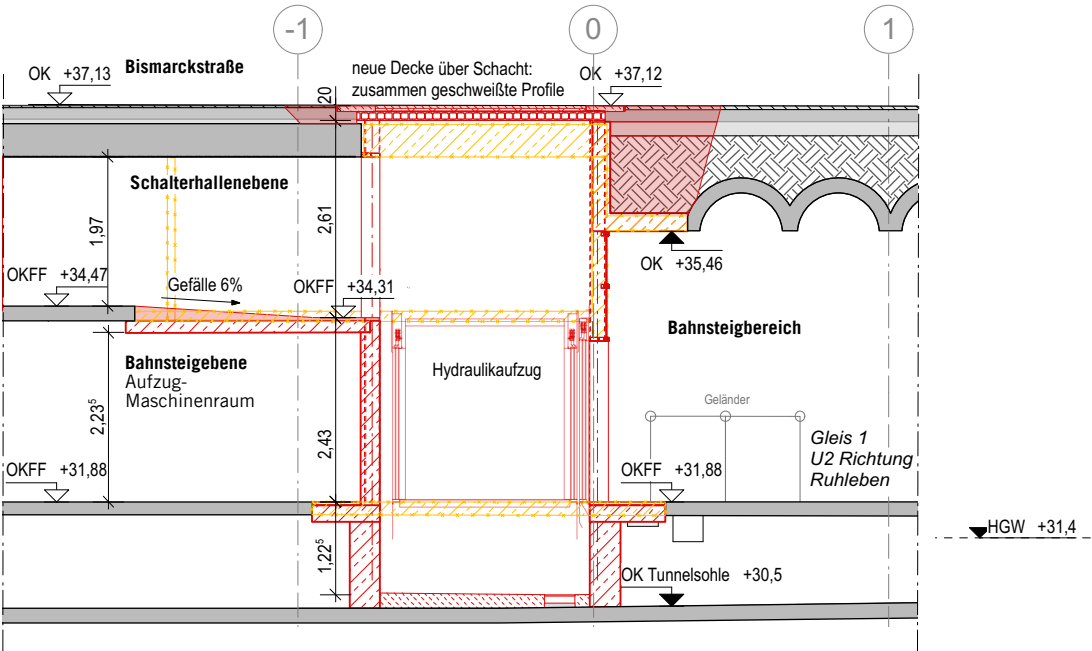 -1
0
1
OK +37,13
Bismarckstraße
neue Decke über Schacht:
zusammen geschweißte Profile
OK +37,12
20
Schalterhallenebene
1,97
2,61
OKFF +34,47
Gefälle 6%
OKFF +34,31
OK +35,46
Bahnsteigbereich
Bahnsteigebene
Aufzug-
Maschinenraum
Hydraulikaufzug
2,23⁵
2,43
Geländer
Gleis 1
U2 Richtung
Ruhleben
OKFF +31,88
OKFF +31,88
HGW +31,4
1,22⁵
OK Tunnelsohle +30,5